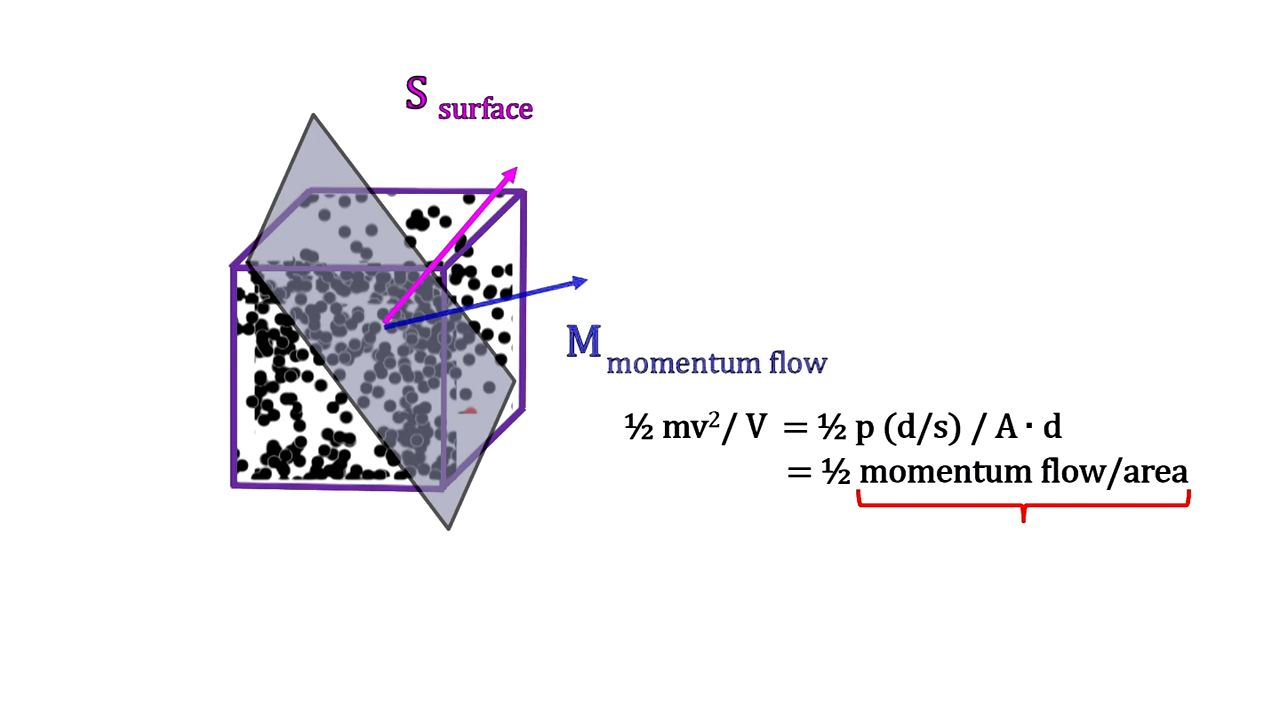 S surface
M momentum flow
½ mv²/ V = ½ p (d/s) / A · d
= ½ momentum flow/area